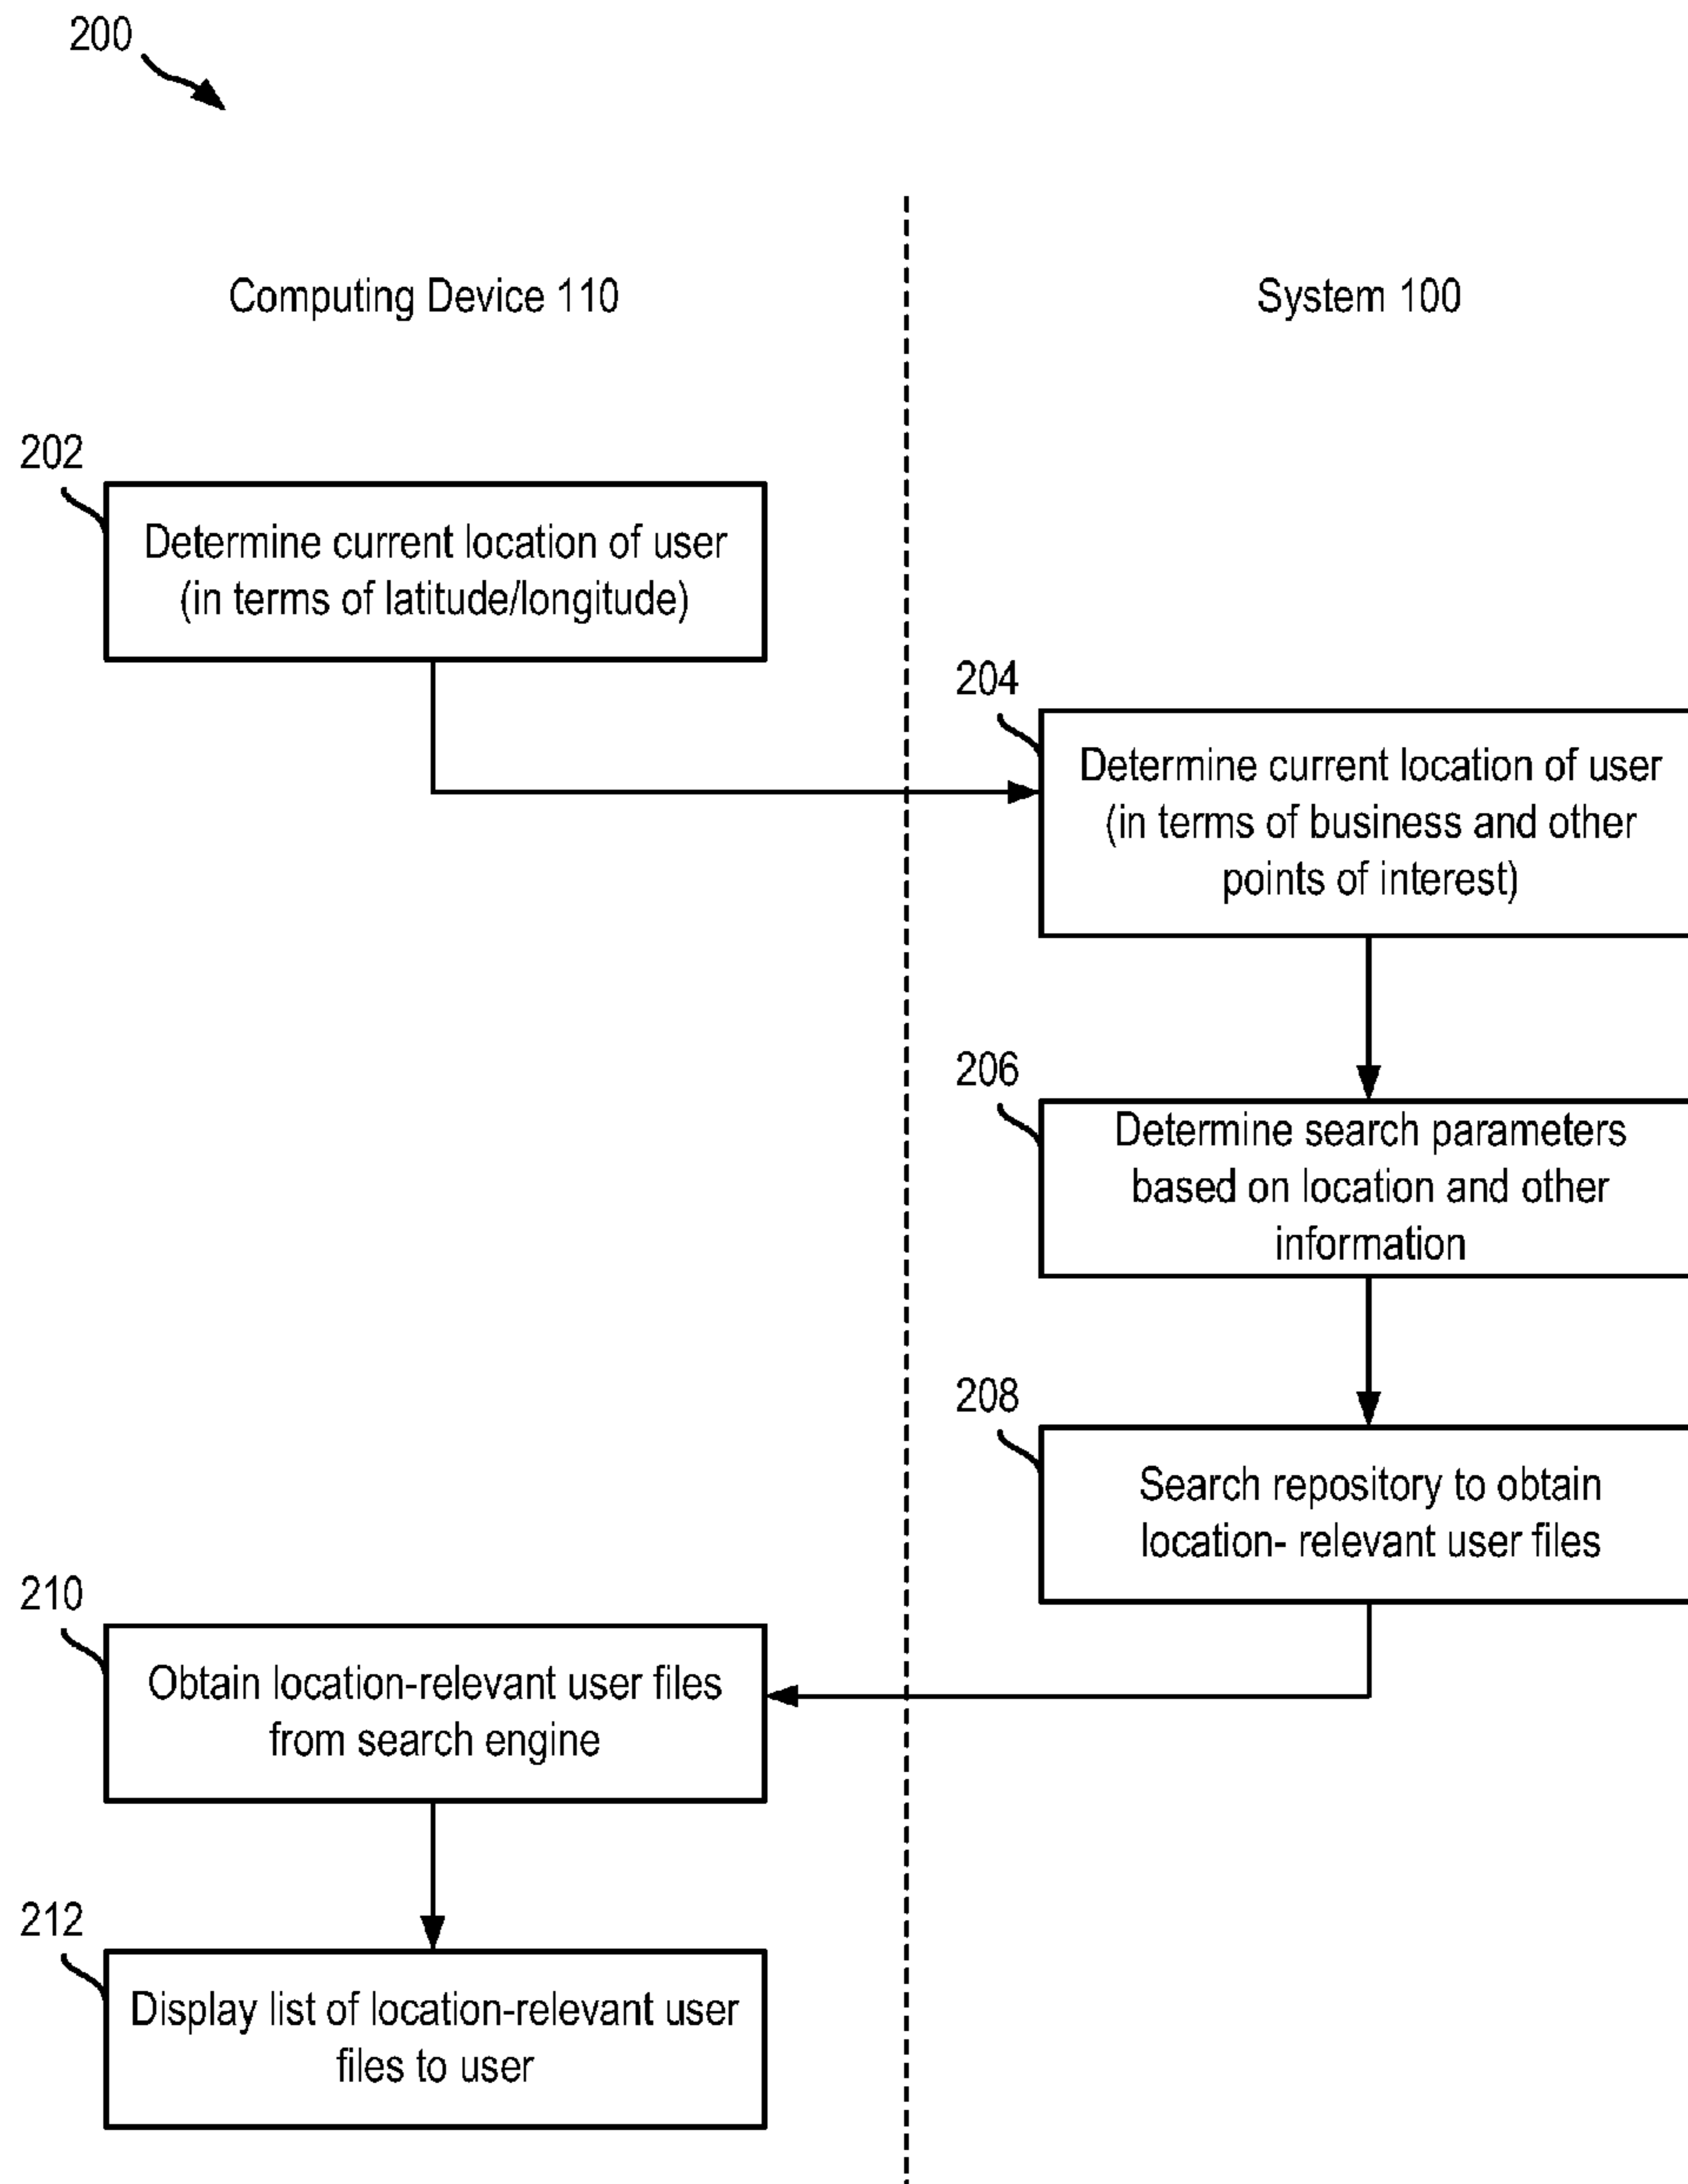 200
Computing Device 110
System 100
202
Determine current location of user
(in terms of latitude/longitude)
204
Determine current location of user
(in terms of business and other
points of interest)
206
Determine search parameters
based on location and other
information
208
Search repository to obtain
location- relevant user files
210
Obtain location-relevant user files
from search engine
212
Display list of location-relevant user
files to user